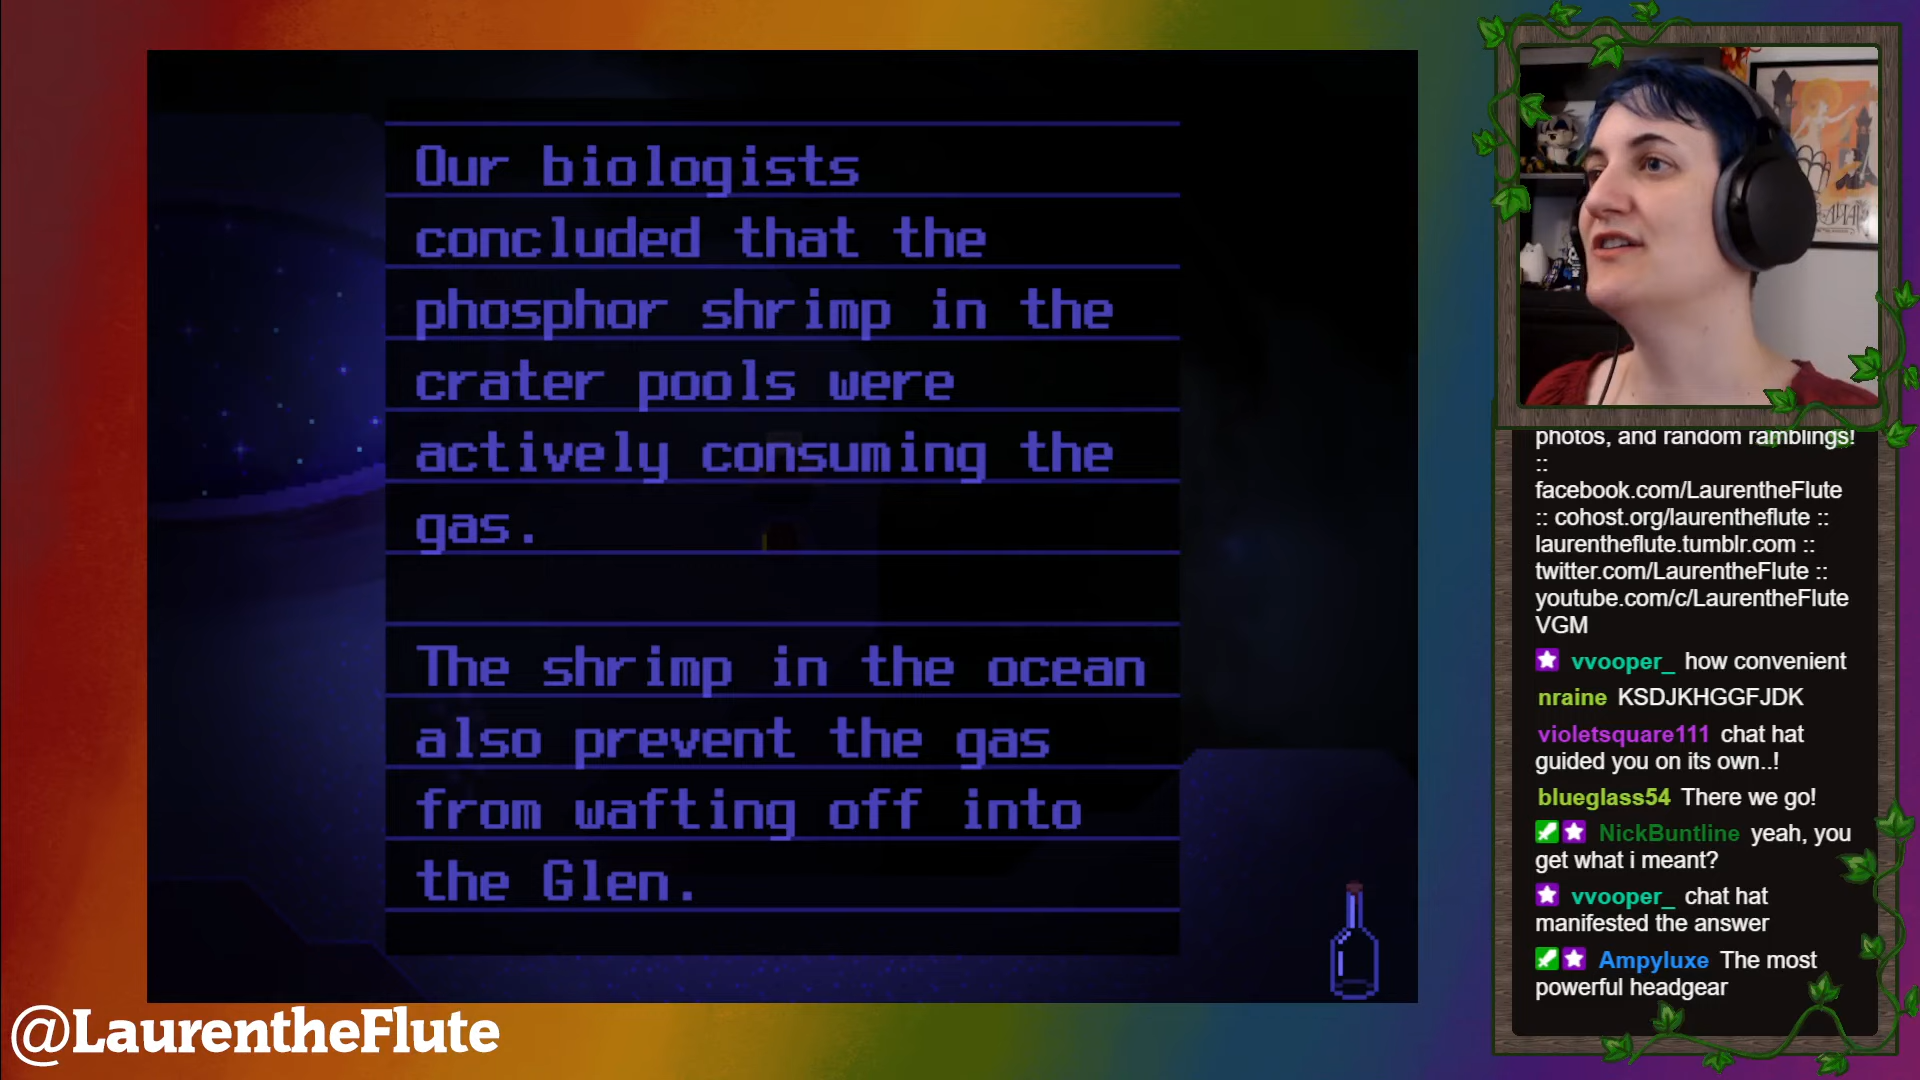 Our biologists
concluded that the
phosphor shrimp in the
crater pools were
actively consuming the
gas.
The shrimp in the ocean
also prevent the gas
from wafting off into
the Glen.
@LaurentheFlute
photos, and random ramblings!
::
facebook.com/LaurentheFlute
:: cohost.org/laurentheflute ::
laurentheflute.tumblr.com ::
twitter.com/LaurentheFlute ::
youtube.com/c/LaurentheFlute
VGM
vvooper_ how convenient
nraine KSDJKHGGFJDK
violetsquare111 chat hat
guided you on its own..!
blueglass54 There we go!
NickBuntline yeah, you
get what i meant?
vvooper_ chat hat
manifested the answer
Ampyluxe The most
powerful headgear